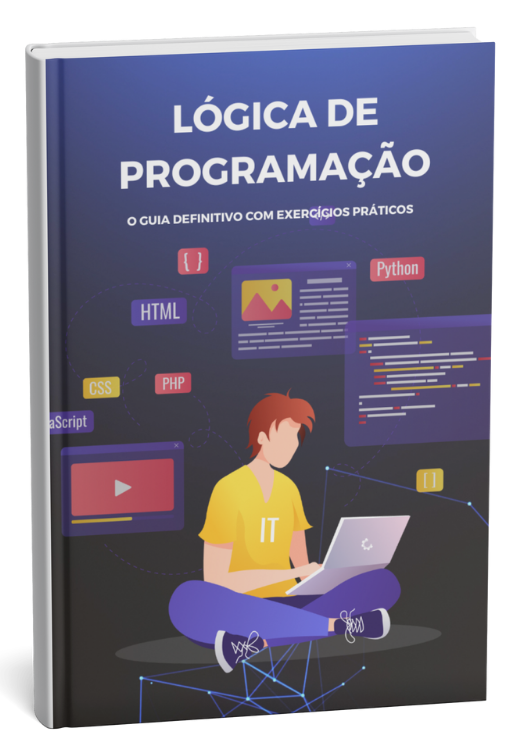 LÓGICA DE
PROGRAMAÇÃO
O GUIA DEFINITIVO COM EXERCÍCIOS PRÁTICOS
</>
{ }
Python
HTML
CSS
PHP
aScript
[ ]
IT